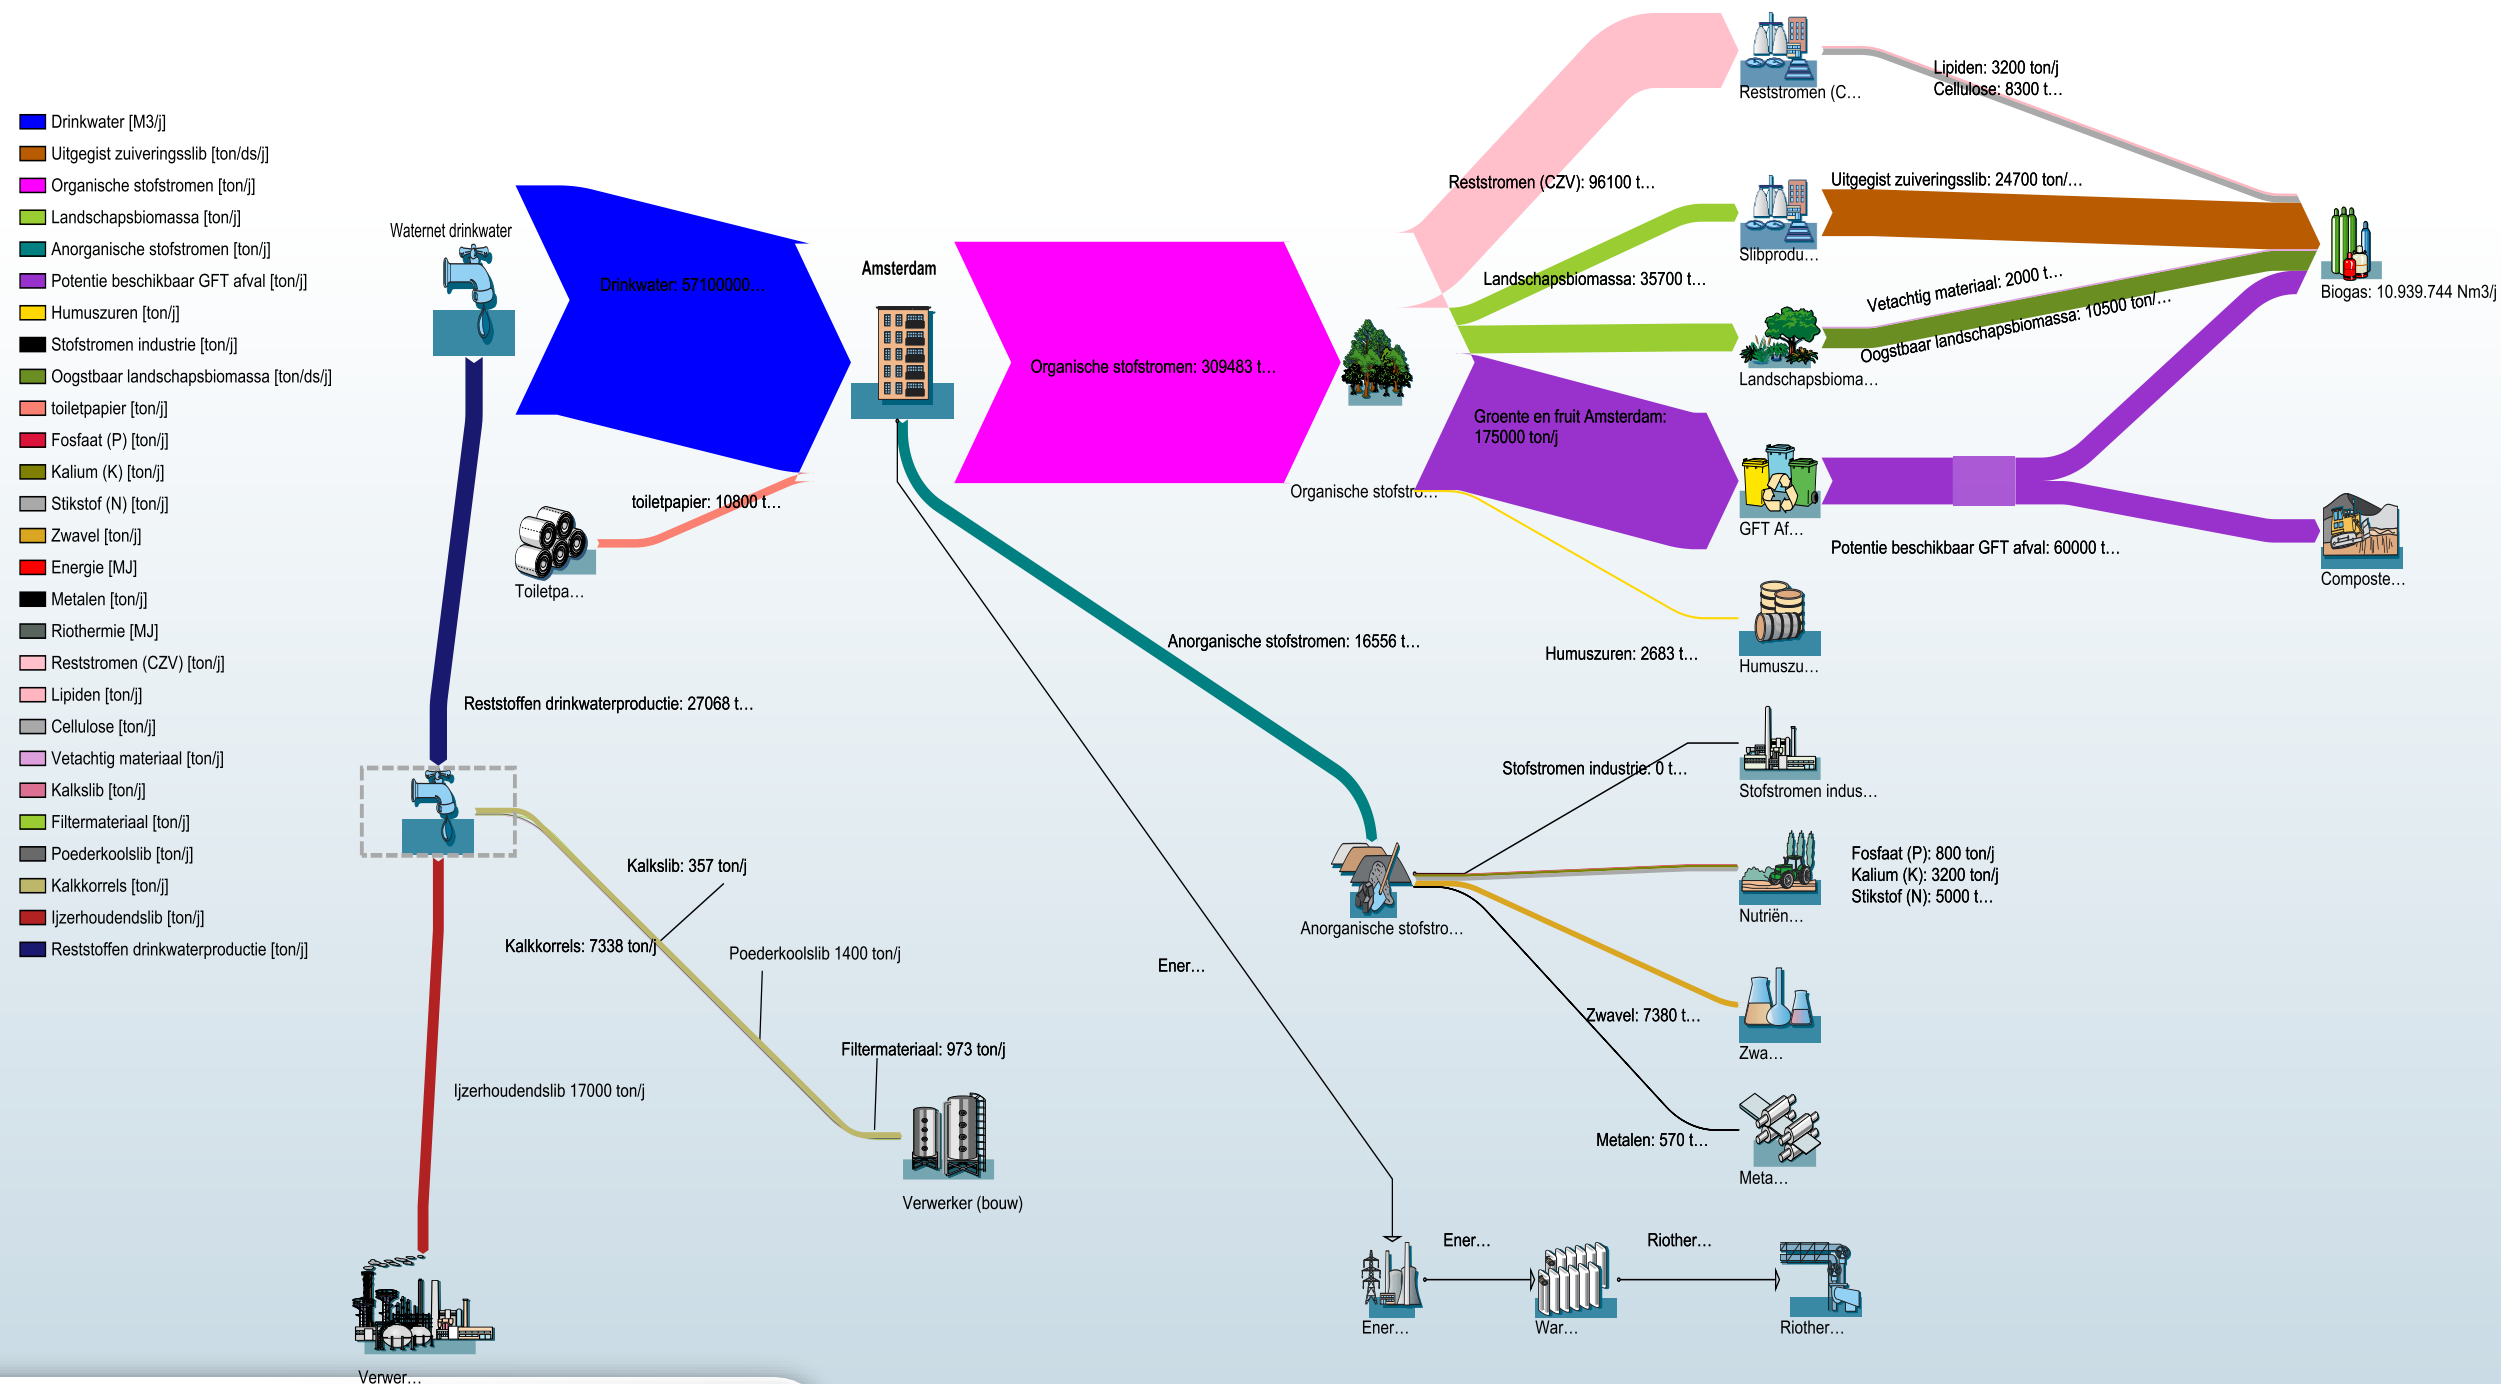 Drinkwater [M3/j]
Uitgegist zuiveringsslib [ton/ds/j]
Organische stofstromen [ton/j]
Landschapsbiomassa [ton/j]
Anorganische stofstromen [ton/j]
Potentie beschikbaar GFT afval [ton/j]
Humuszuren [ton/j]
Stofstromen industrie [ton/j]
Oogstbaar landschapsbiomassa [ton/ds/j]
toiletpapier [ton/j]
Fosfaat (P) [ton/j]
Kalium (K) [ton/j]
Stikstof (N) [ton/j]
Zwavel [ton/j]
Energie [MJ]
Metalen [ton/j]
Riothermie [MJ]
Reststromen (CZV) [ton/j]
Lipiden [ton/j]
Cellulose [ton/j]
Vetachtig materiaal [ton/j]
Kalkslib [ton/j]
Filtermateriaal [ton/j]
Poederkoolslib [ton/j]
Kalkkorrels [ton/j]
Ijzerhoudendslib [ton/j]
Reststoffen drinkwaterproductie [ton/j]
Waternet drinkwater
Drinkwater: 57100000...
toiletpapier: 10800 t...
Toiletpa...
Amsterdam
Organische stofstromen: 309483 t...
Organische stofstro...
Reststromen (CZV): 96100 t...
Landschapsbiomassa: 35700 t...
Groente en fruit Amsterdam:
175000 ton/j
Humuszuren: 2683 t...
Reststromen (C...
Slibprodu...
Landschapsbioma...
GFT Af...
Humuszu...
Lipiden: 3200 ton/j
Cellulose: 8300 t...
Uitgegist zuiveringsslib: 24700 ton/...
Vetachtig materiaal: 2000 t...
Oogstbaar landschapsbiomassa: 10500 ton/...
Potentie beschikbaar GFT afval: 60000 t...
Biogas: 10.939.744 Nm3/j
Composte...
Anorganische stofstromen: 16556 t...
Anorganische stofstro...
Stofstromen industrie: 0 t...
Stofstromen indus...
Fosfaat (P): 800 ton/j
Kalium (K): 3200 ton/j
Stikstof (N): 5000 t...
Nutriën...
Zwavel: 7380 t...
Zwa...
Metalen: 570 t...
Meta...
Reststoffen drinkwaterproductie: 27068 t...
Kalkslib: 357 ton/j
Kalkkorrels: 7338 ton/j
Poederkoolslib 1400 ton/j
Filtermateriaal: 973 ton/j
Ijzerhoudendslib 17000 ton/j
Verwerker (bouw)
Verwer...
Ener...
Ener...
Ener...
War...
Riother...
Riother...